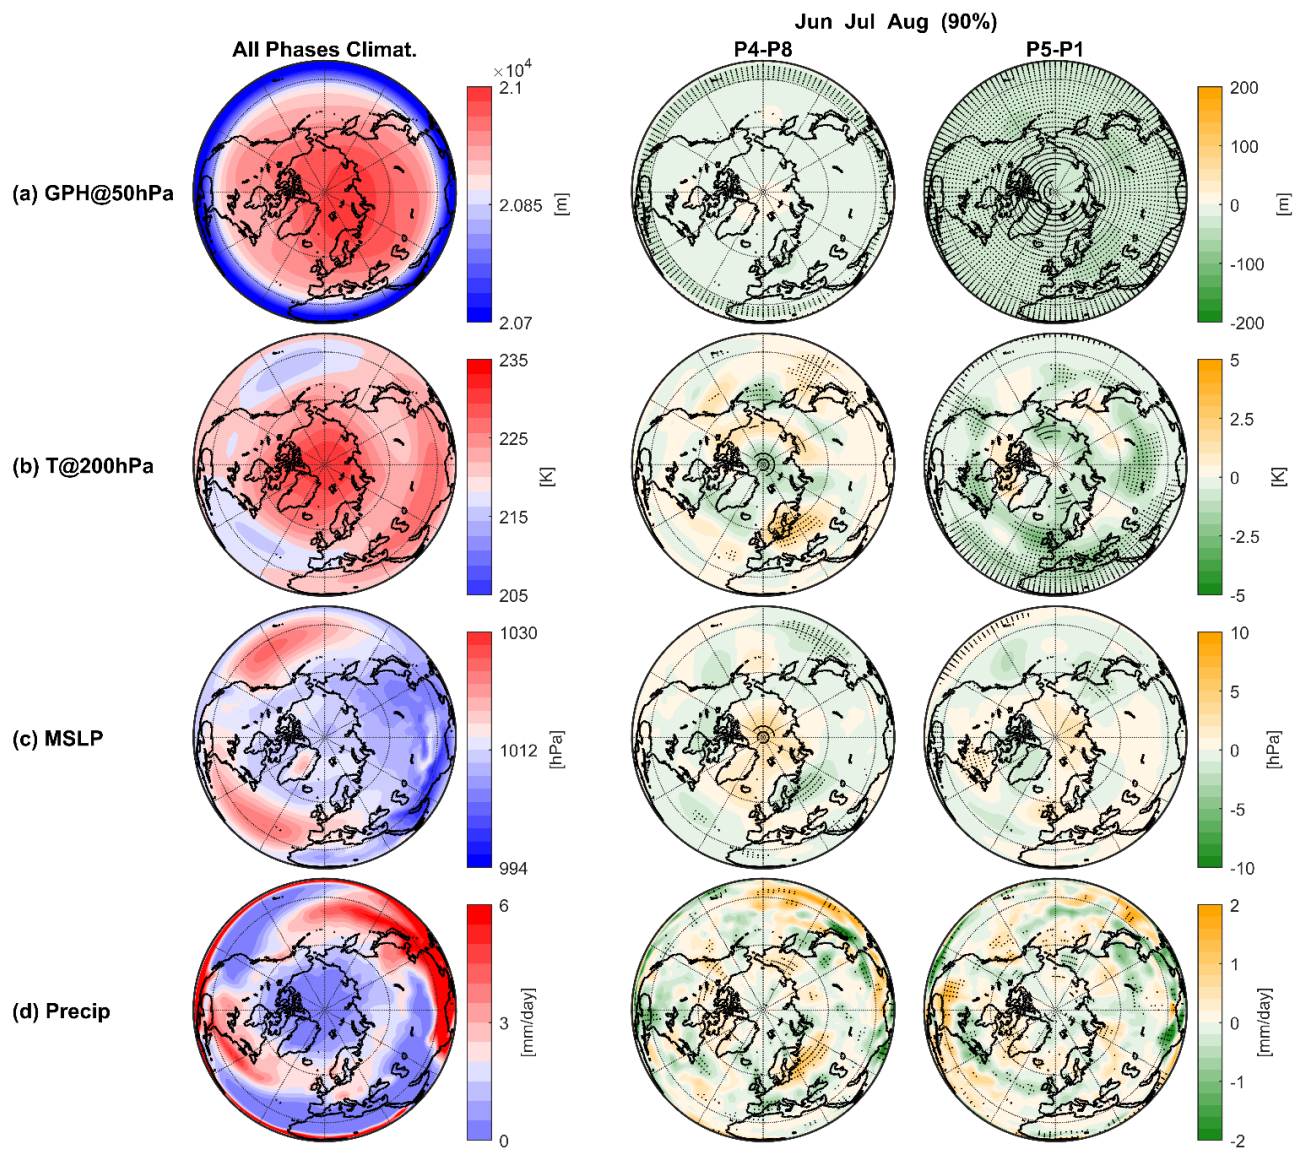 Jun Jul Aug (90%)
All Phases Climat.
P4-P8
P5-P1
×10⁴
2.1
2.085
2.07
[m]
200
100
0
-100
-200
[m]
(a) GPH@50hPa
235
225
215
205
[K]
5
2.5
0
-2.5
-5
[K]
(b) T@200hPa
1030
1012
994
[hPa]
10
5
0
-5
-10
[hPa]
(c) MSLP
6
3
0
[mm/day]
2
1
0
-1
-2
[mm/day]
(d) Precip